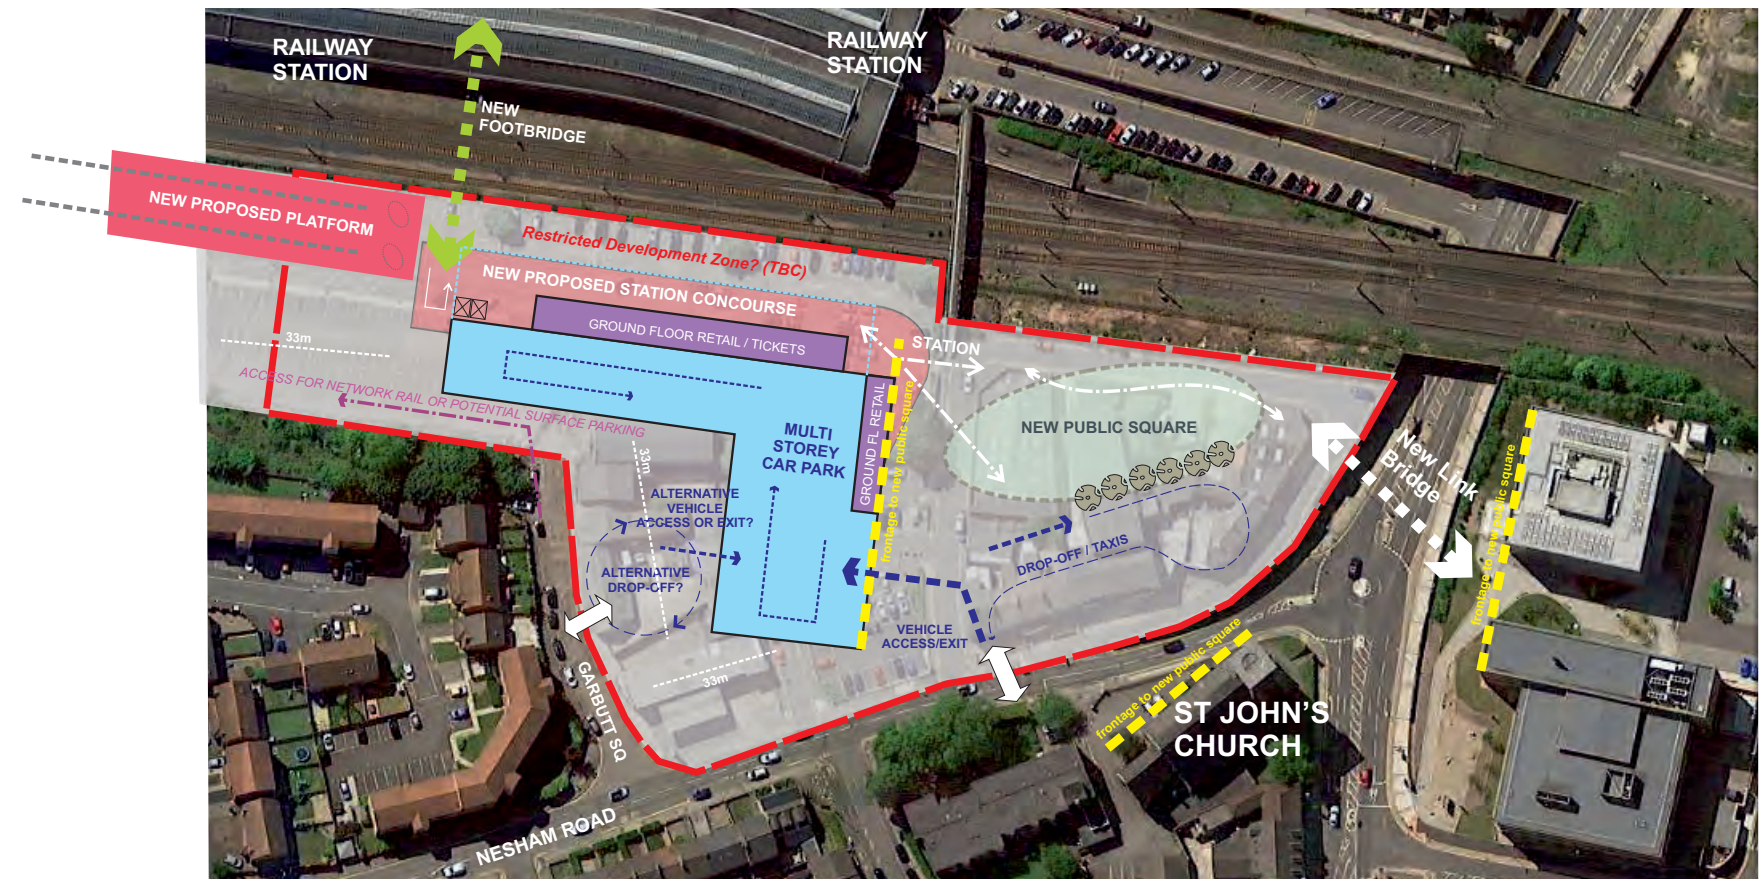 RAILWAY
STATION
RAILWAY
STATION
NEW
FOOTBRIDGE
NEW PROPOSED PLATFORM
Restricted Development Zone? (TBC)
NEW PROPOSED STATION CONCOURSE
GROUND FLOOR RETAIL / TICKETS
STATION
33m
ACCESS FOR NETWORK RAIL OR POTENTIAL SURFACE PARKING
MULTI
STOREY
CAR PARK
GROUND FL RETAIL
frontage to new public square
NEW PUBLIC SQUARE
New Link
Bridge
frontage to new public square
33m
ALTERNATIVE
VEHICLE
ACCESS OR EXIT?
ALTERNATIVE
DROP-OFF?
DROP-OFF / TAXIS
VEHICLE
ACCESS/EXIT
33m
GARBUTT SQ
frontage to new public square
ST JOHN'S
CHURCH
NESHAM ROAD